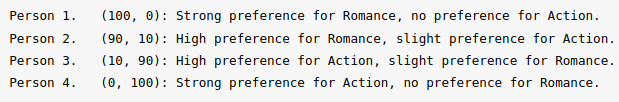 Person 1.   (100, 0): Strong preference for Romance, no preference for Action.
Person 2.   (90, 10): High preference for Romance, slight preference for Action.
Person 3.   (10, 90): High preference for Action, slight preference for Romance.
Person 4.   (0, 100): Strong preference for Action, no preference for Romance.